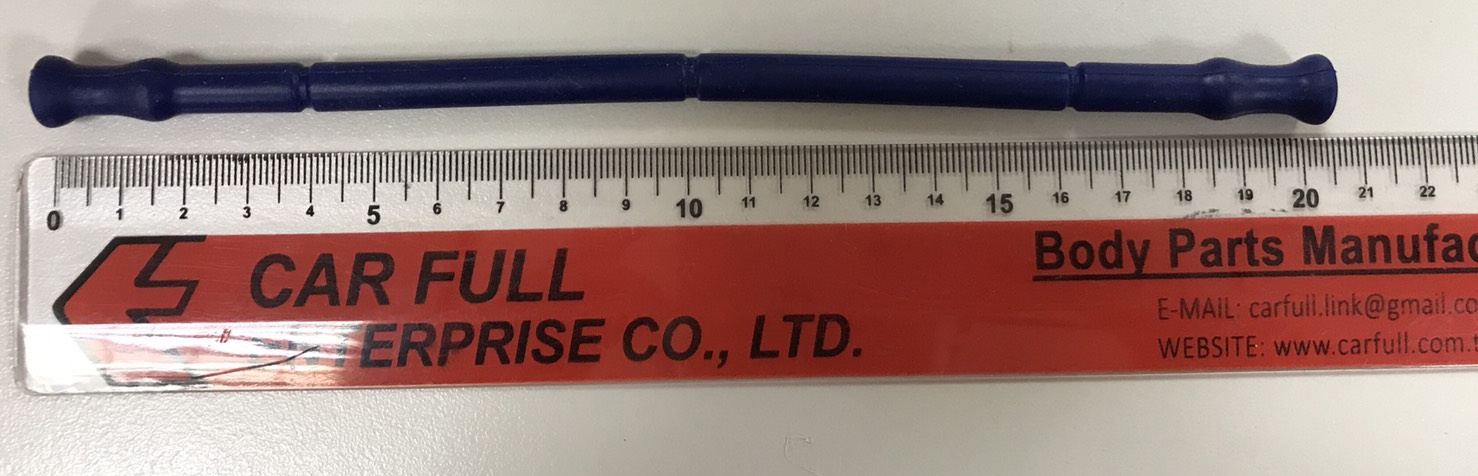 0 1 2 3 4 5 6 7 8 9 10 11 12 13 14 15 16 17 18 19 20 21 22
CAR FULL
ENTERPRISE CO., LTD.
Body Parts Manufac
E-MAIL: carfull.link@gmail.co
WEBSITE: www.carfull.com.t